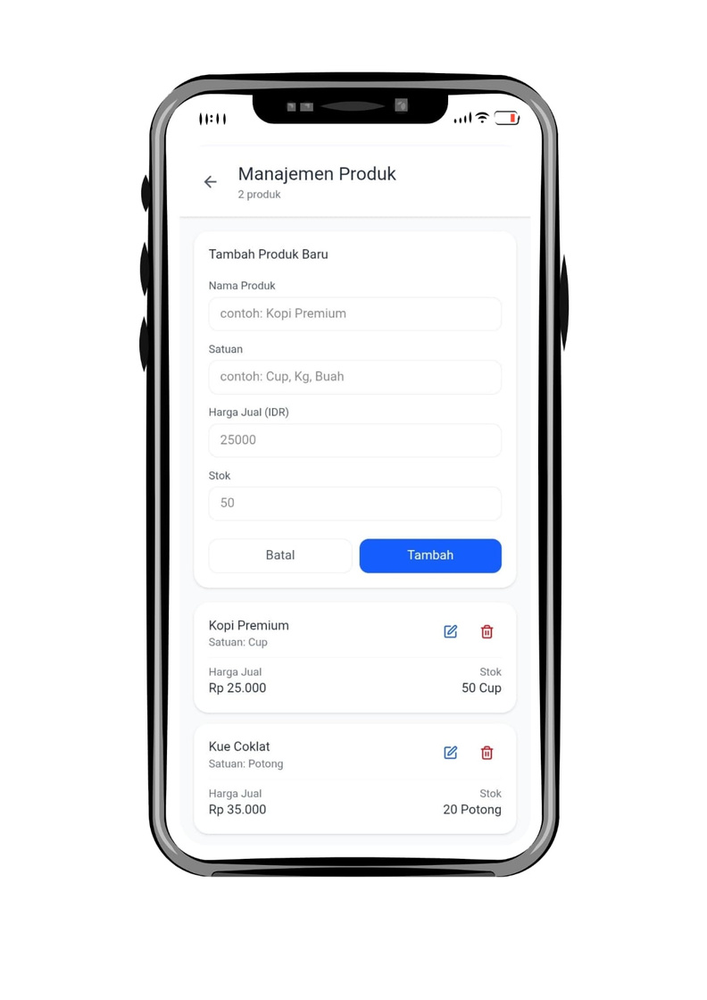 11:11
Manajemen Produk
2 produk
Tambah Produk Baru
Nama Produk
contoh: Kopi Premium
Satuan
contoh: Cup, Kg, Buah
Harga Jual (IDR)
25000
Stok
50
Batal Tambah
Kopi Premium
Satuan: Cup
Harga Jual Stok
Rp 25.000 50 Cup
Kue Coklat
Satuan: Potong
Harga Jual Stok
Rp 35.000 20 Potong